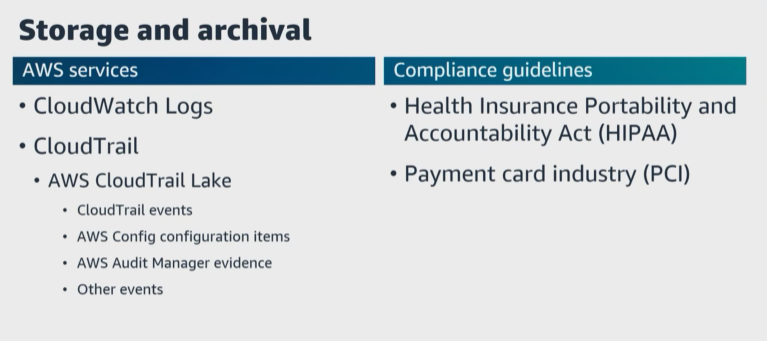 Storage and archival
AWS services
• CloudWatch Logs
• CloudTrail
• AWS CloudTrail Lake
• CloudTrail events
• AWS Config configuration items
• AWS Audit Manager evidence
• Other events
Compliance guidelines
• Health Insurance Portability and
Accountability Act (HIPAA)
• Payment card industry (PCI)